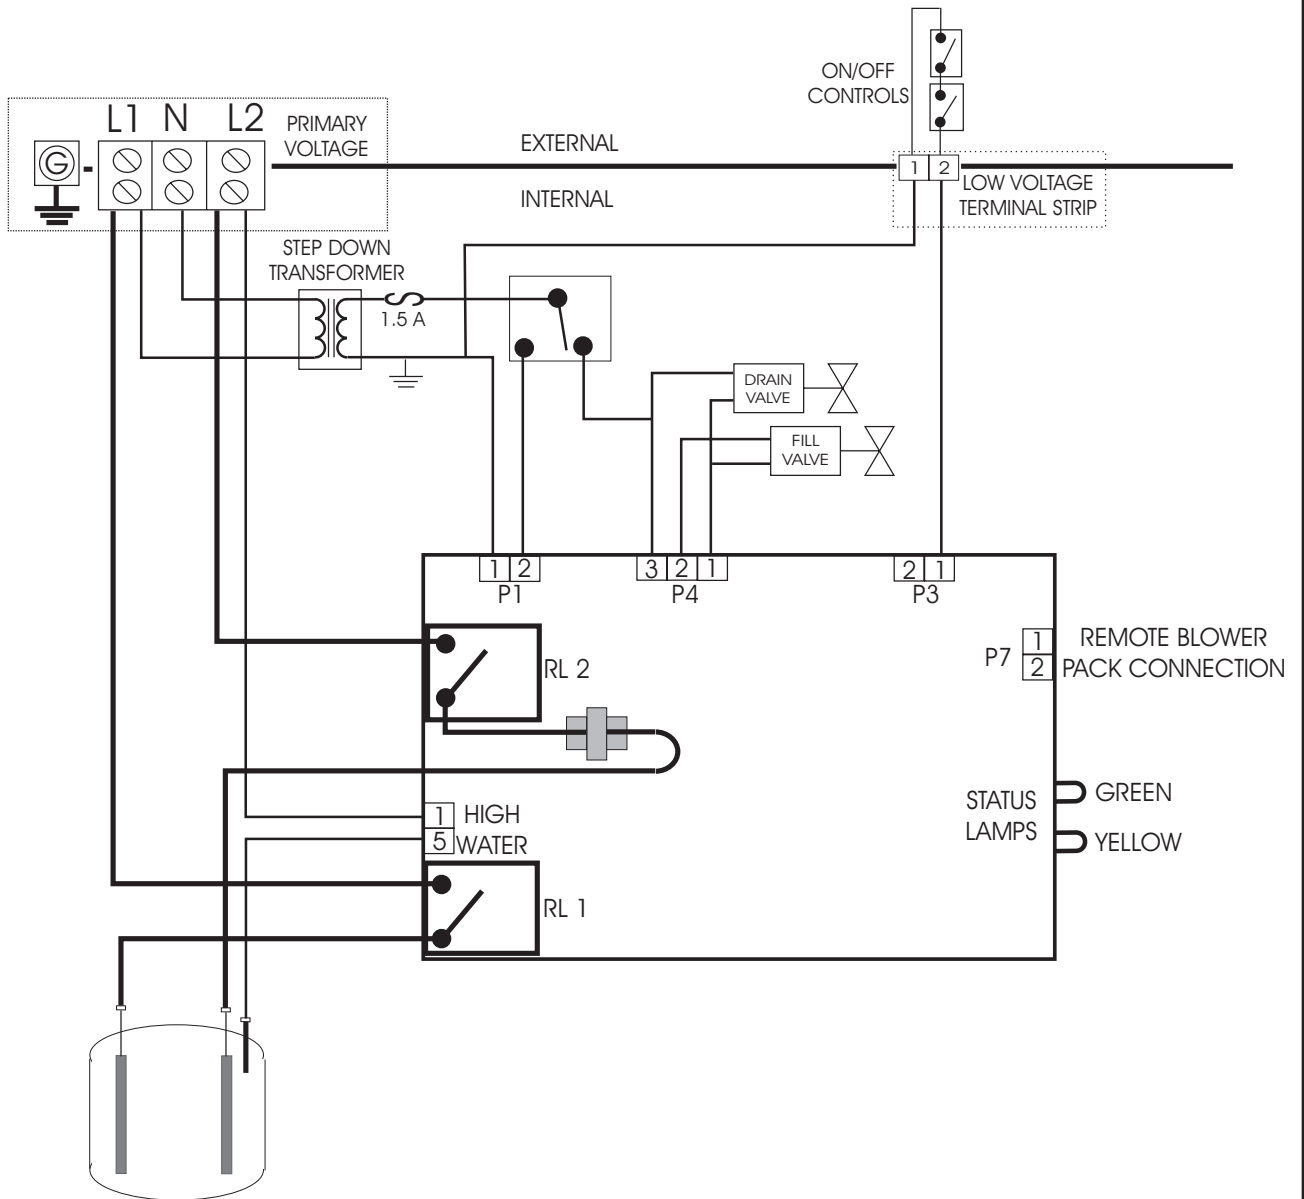 ON/OFF
CONTROLS
L1 N L2
PRIMARY
VOLTAGE
G
EXTERNAL
1 2
LOW VOLTAGE
TERMINAL STRIP
INTERNAL
STEP DOWN
TRANSFORMER
1.5 A
DRAIN
VALVE
FILL
VALVE
1 2
P1
3 2 1
P4
2 1
P3
RL 2
P7
1
2
REMOTE BLOWER
PACK CONNECTION
STATUS
LAMPS
GREEN
YELLOW
1 HIGH
5 WATER
RL 1